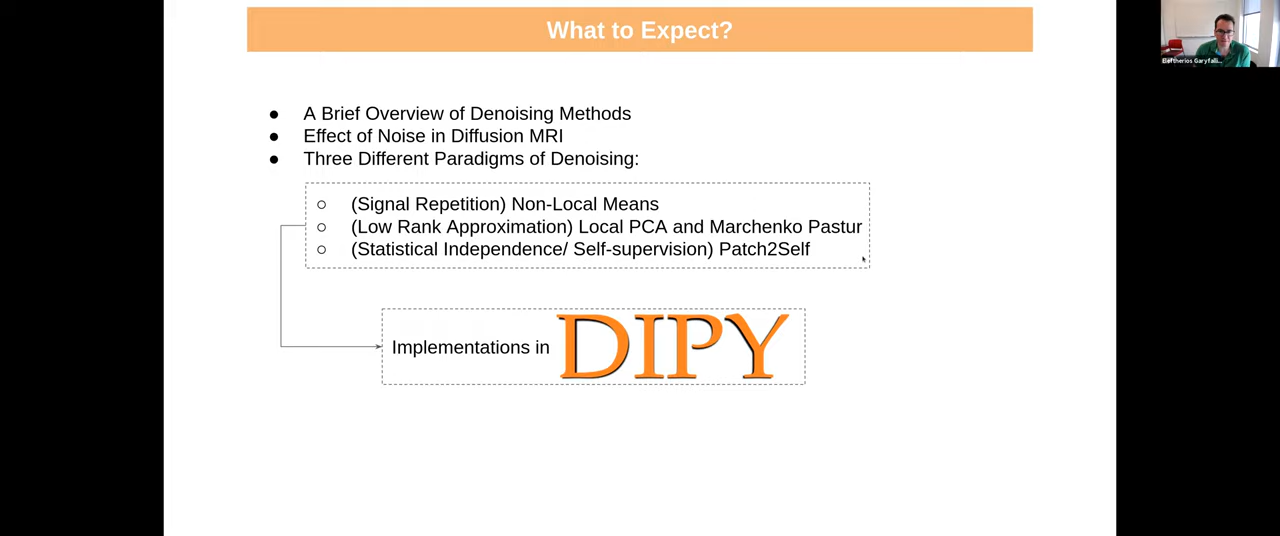 What to Expect?
Eleftherios Garyfalli...
● A Brief Overview of Denoising Methods
● Effect of Noise in Diffusion MRI
● Three Different Paradigms of Denoising:
○ (Signal Repetition) Non-Local Means
○ (Low Rank Approximation) Local PCA and Marchenko Pastur
○ (Statistical Independence/ Self-supervision) Patch2Self
Implementations in DIPY